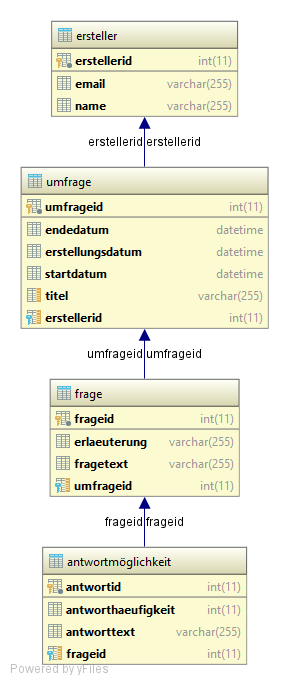 ersteller
erstellerid int(11)
email varchar(255)
name varchar(255)
erstellerid erstellerid
umfrage
umfrageid int(11)
endedatum datetime
erstellungsdatum datetime
startdatum datetime
titel varchar(255)
erstellerid int(11)
umfrageid umfrageid
frage
frageid int(11)
erlaeuterung varchar(255)
fragetext varchar(255)
umfrageid int(11)
frageid frageid
antwortmöglichkeit
antwortid int(11)
antworthaeufigkeit int(11)
antworttext varchar(255)
frageid int(11)
Powered by yFiles